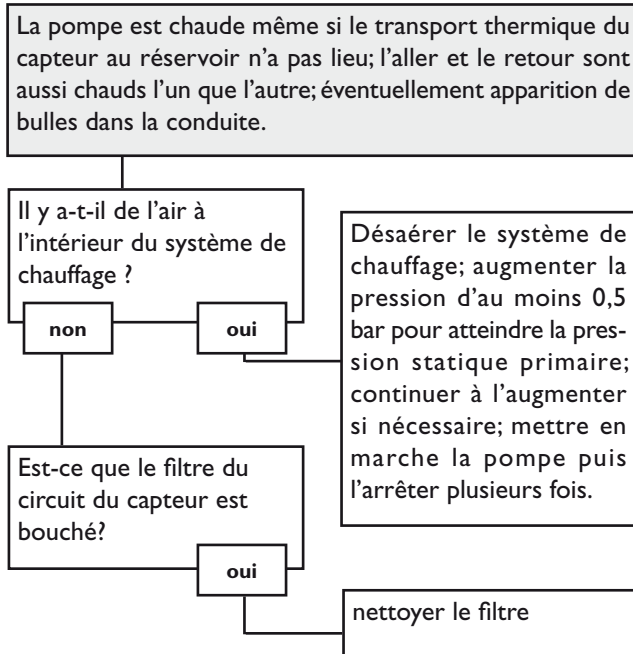 La pompe est chaude même si le transport thermique du
capteur au réservoir n'a pas lieu; l'aller et le retour sont
aussi chauds l'un que l'autre; éventuellement apparition de
bulles dans la conduite.
Il y a-t-il de l'air à
l'intérieur du système de
chauffage ?
non
oui
Désaérer le système de
chauffage; augmenter la
pression d'au moins 0,5
bar pour atteindre la pres-
sion statique primaire;
continuer à l'augmenter
si nécessaire; mettre en
marche la pompe puis
l'arrêter plusieurs fois.
Est-ce que le filtre du
circuit du capteur est
bouché?
oui
nettoyer le filtre